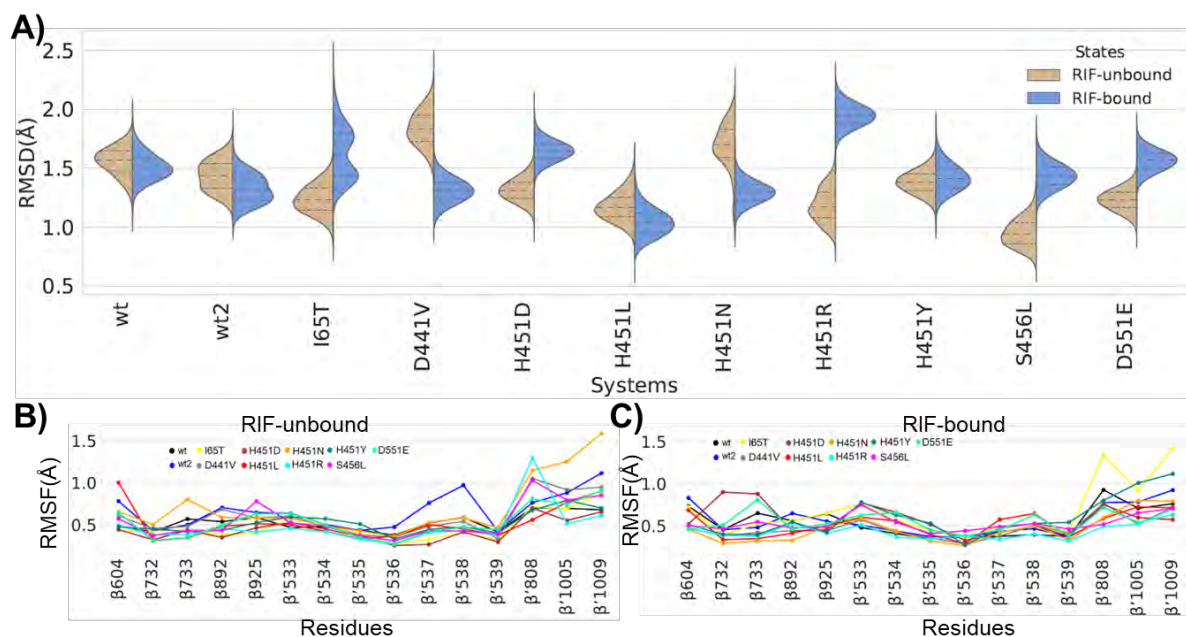 A)
2.5
2.0
1.5
1.0
0.5
RMSD(Å)
States
RIF-unbound
RIF-bound
wt
wt2
I65T
D441V
H451D
H451L
H451N
H451R
H451Y
S456L
D551E
Systems
B)
RIF-unbound
1.5
1.0
0.5
RMSF(Å)
wt I65T H451D H451N H451Y D551E
wt2 D441V H451L H451R S456L
β604
β732
β733
β892
β925
β'533
β'534
β'535
β'536
β'537
β'538
β'539
β'808
β'1005
β'1009
Residues
C)
RIF-bound
1.5
1.0
0.5
RMSF(Å)
wt I65T H451D H451N H451Y D551E
wt2 D441V H451L H451R S456L
β604
β732
β733
β892
β925
β'533
β'534
β'535
β'536
β'537
β'538
β'539
β'808
β'1005
β'1009
Residues